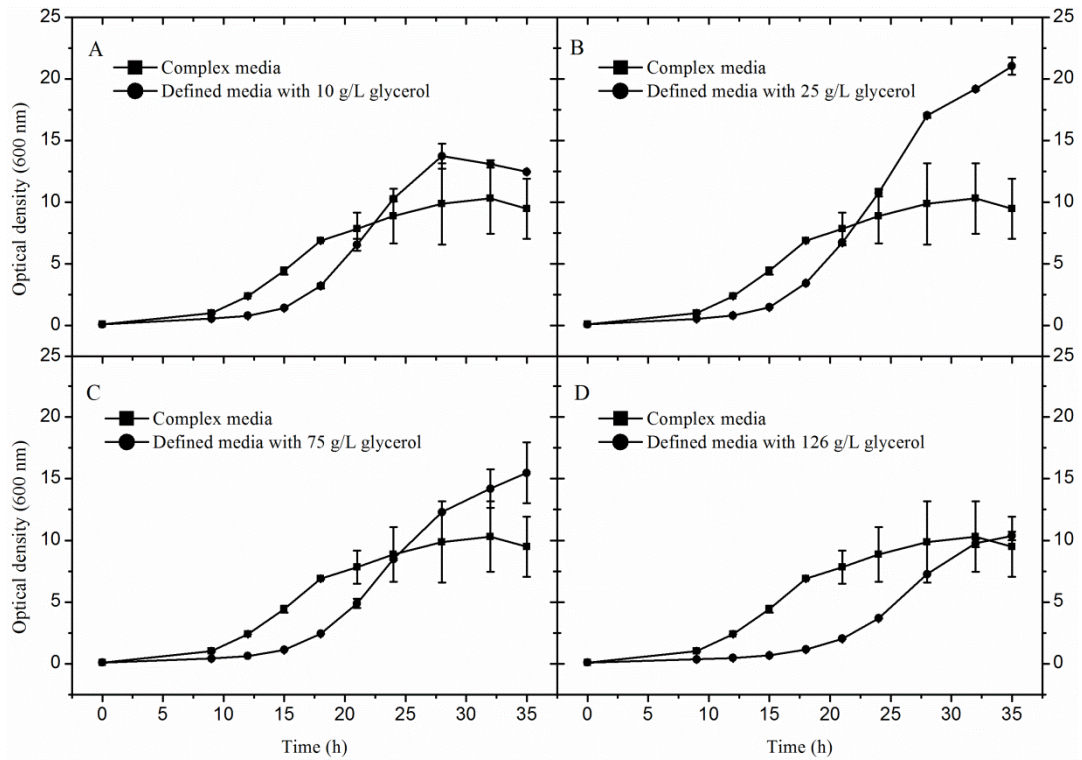 A
Complex media
Defined media with 10 g/L glycerol
B
Complex media
Defined media with 25 g/L glycerol
25
20
15
10
5
0
25
20
15
10
5
0
Optical density (600 nm)
C
Complex media
Defined media with 75 g/L glycerol
D
Complex media
Defined media with 126 g/L glycerol
25
20
15
10
5
0
20
15
10
5
0
Optical density (600 nm)
0 5 10 15 20 25 30 35
0 5 10 15 20 25 30 35
Time (h)
Time (h)